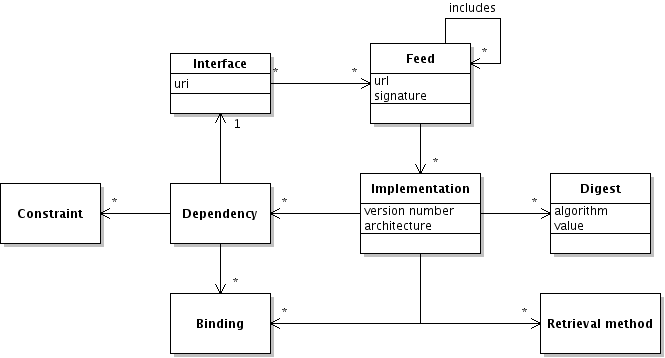 includes
*
Interface
uri
*
*
Feed
url
signature
1
*
Constraint
*
Dependency
*
Implementation
version number
architecture
*
Digest
algorithm
value
*
Binding
*
*
Retrieval method